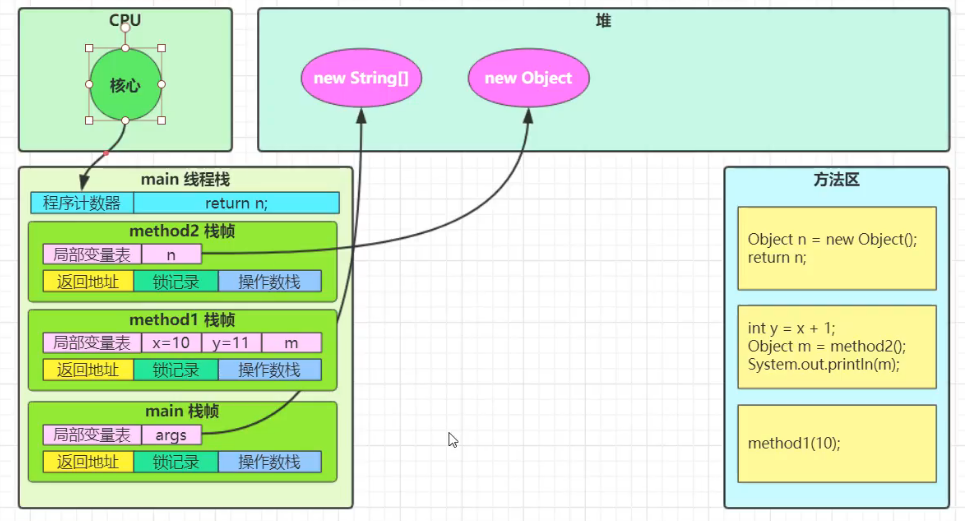 CPU
核心
堆
new String[]
new Object
main 线程栈
程序计数器
return n;
method2 栈帧
局部变量表
n
返回地址
锁记录
操作数栈
method1 栈帧
局部变量表
x=10
y=11
m
返回地址
锁记录
操作数栈
main 栈帧
局部变量表
args
返回地址
锁记录
操作数栈
方法区
Object n = new Object();
return n;
int y = x + 1;
Object m = method2();
System.out.println(m);
method1(10);